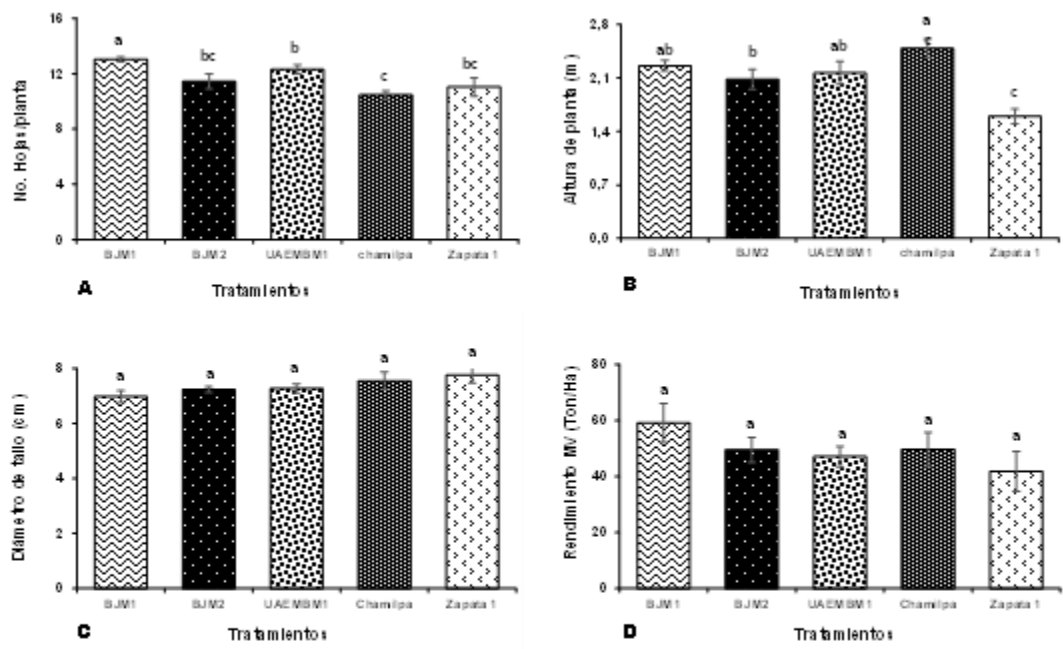 16
12
8
4
0
No. Hojas/planta
a
bc
b
c
bc
BJM1
BJM2
UAEMBM1
chamilpa
Zapata 1
A
Tratamientos
2,8
2,1
1,4
0,7
0,0
Altura de planta (m)
ab
b
ab
a
c
BJM1
BJM2
UAEMBM1
chamilpa
Zapata 1
B
Tratamientos
8
6
4
2
0
Diámetro de tallo (cm)
a
a
a
a
a
BJM1
BJM2
UAEMBM1
Chamilpa
Zapata 1
C
Tratamientos
80
60
40
20
0
Rendimiento MV (Ton/Ha)
a
a
a
a
a
BJM1
BJM2
UAEMBM1
Chamilpa
Zapata 1
D
Tratamientos